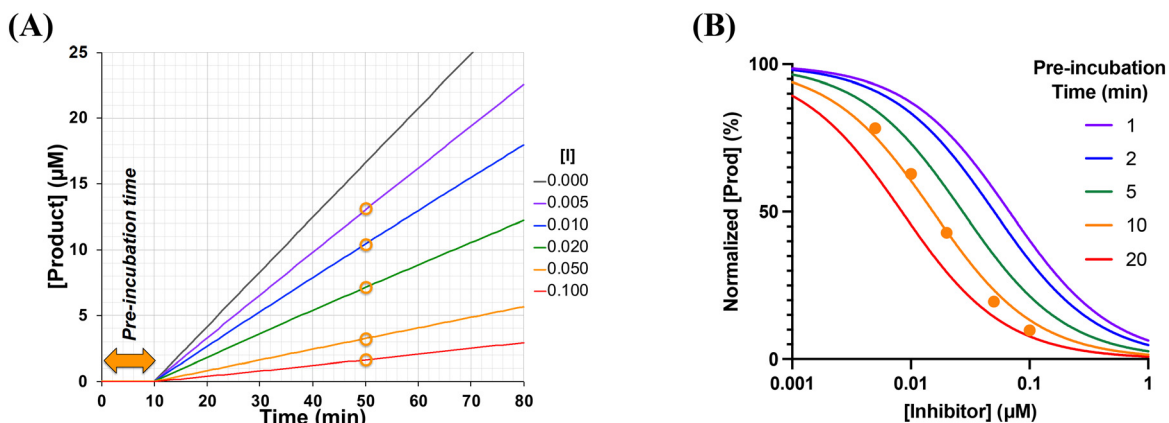 (A)
25
20
15
10
5
0
[Product] (µM)
Pre-incubation time
0 10 20 30 40 50 60 70 80
Time (min)
[I]
0.000
0.005
0.010
0.020
0.050
0.100
(B)
100
50
0
Normalized [Prod] (%)
0.001 0.01 0.1 1
[Inhibitor] (µM)
Pre-incubation
Time (min)
1
2
5
10
20